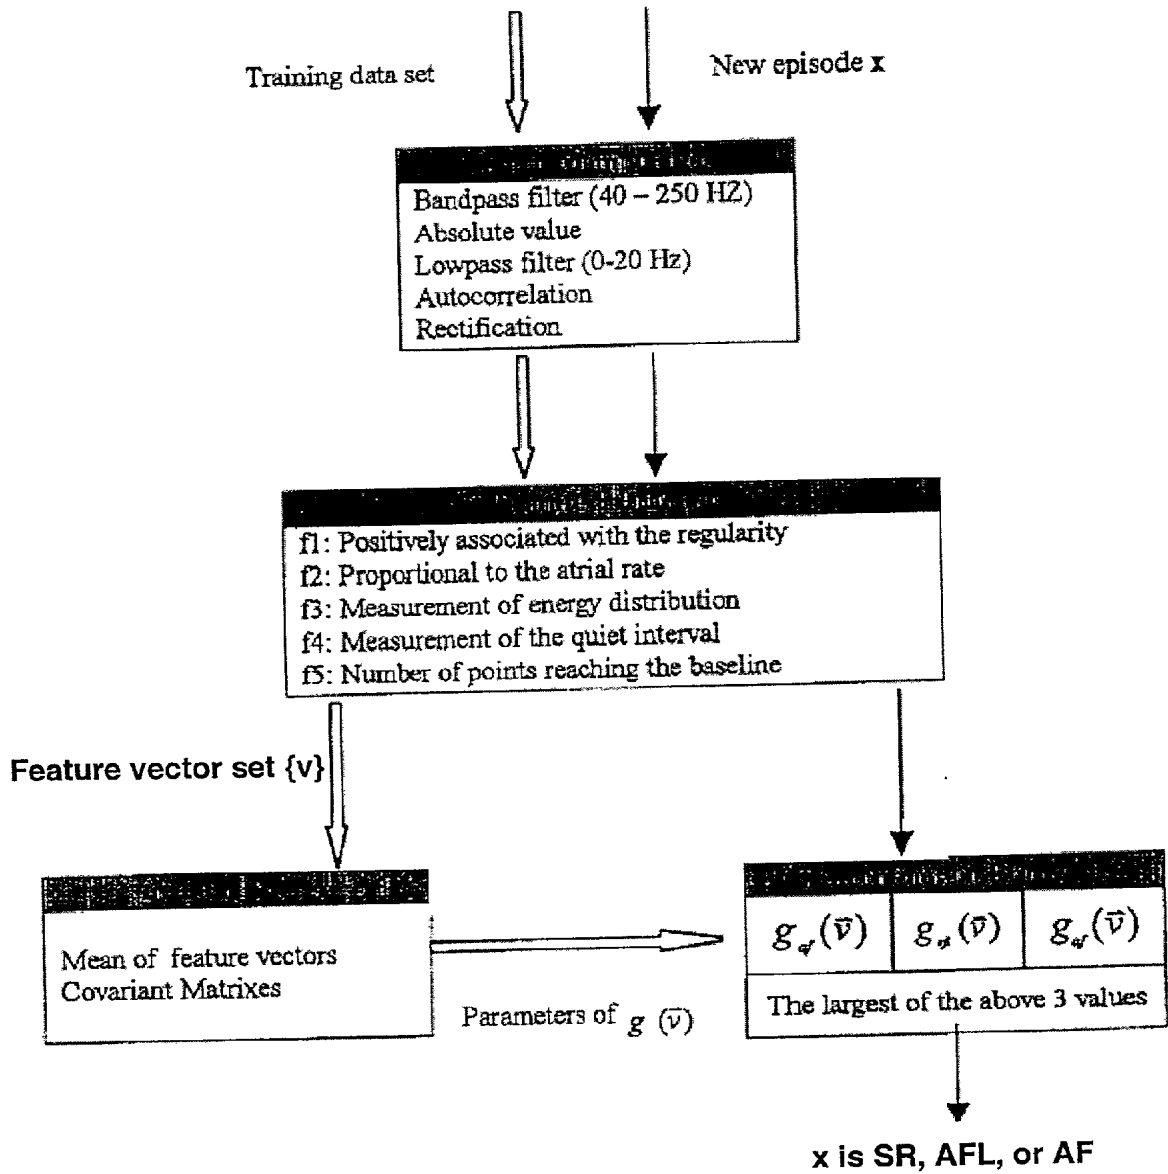 Training data set
New episode x
Bandpass filter (40 – 250 HZ)
Absolute value
Lowpass filter (0-20 Hz)
Autocorrelation
Rectification
f1: Positively associated with the regularity
f2: Proportional to the atrial rate
f3: Measurement of energy distribution
f4: Measurement of the quiet interval
f5: Number of points reaching the baseline
Feature vector set {v}
Mean of feature vectors
Covariant Matrixes
Parameters of g (v̄)
g (v̄) g (v̄) g (v̄)
The largest of the above 3 values
x is SR, AFL, or AF